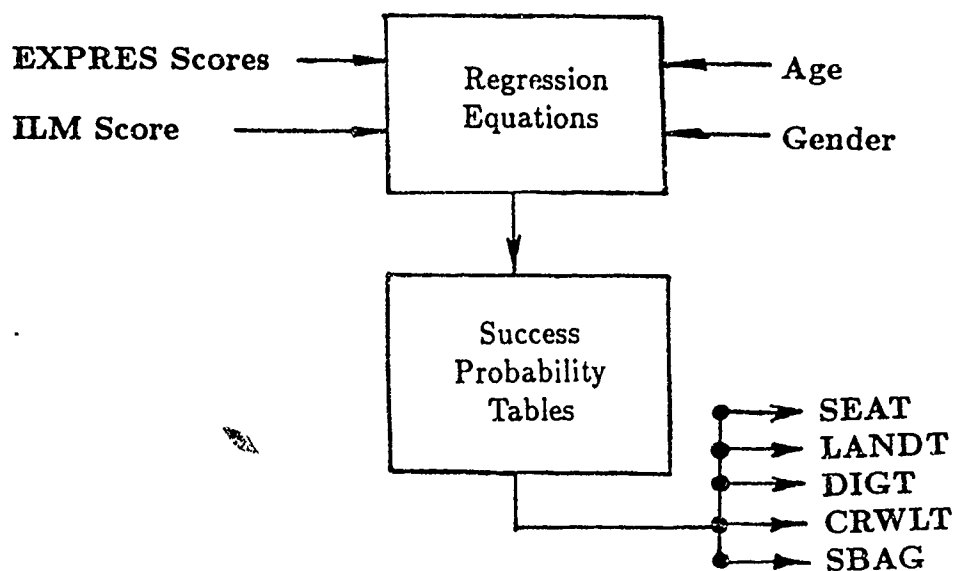 EXPRES Scores
ILM Score
Regression
Equations
Age
Gender
Success
Probability
Tables
SEAT
LANDT
DIGT
CRWLT
SBAG